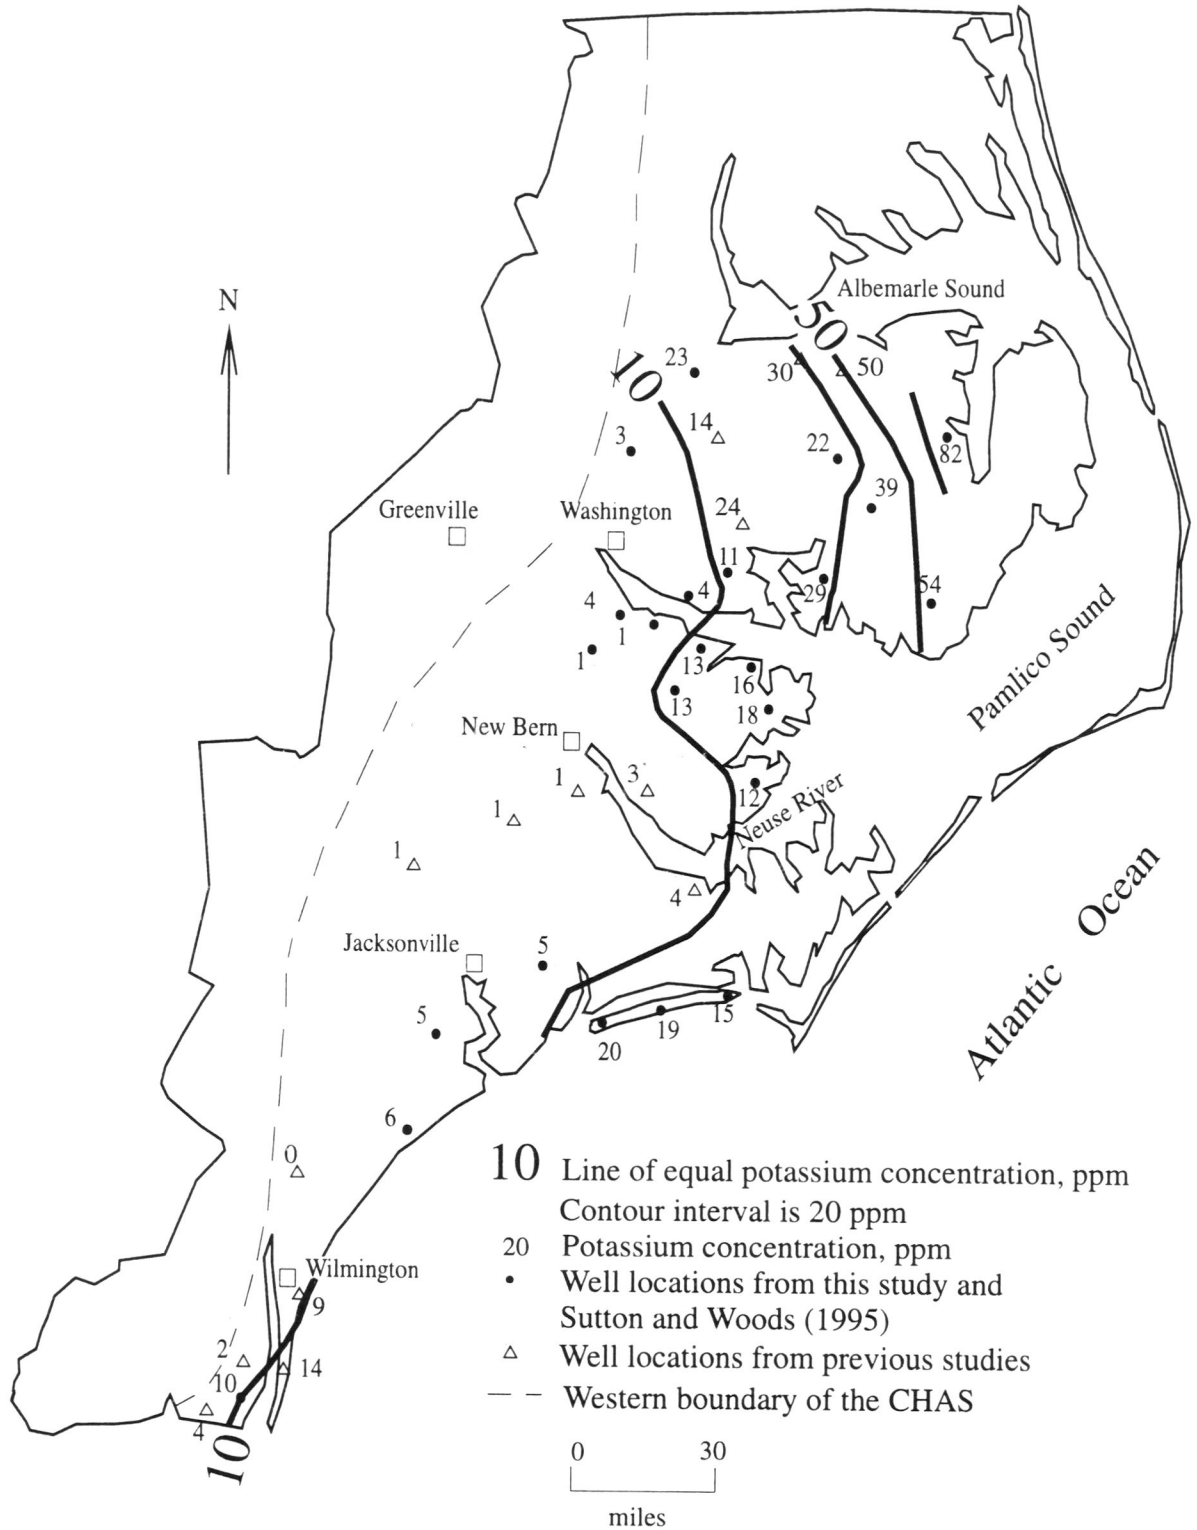 Albemarle Sound
N
50
23
10
30
50
14
3
22
82
39
Greenville
Washington
24
11
29
54
4
4
1
1
13
16
13
18
Pamlico Sound
New Bern
1
3
12
1
Neuse River
1
4
Atlantic Ocean
Jacksonville
5
5
15
19
20
6
0
Wilmington
9
2
14
10
4
10
10 Line of equal potassium concentration, ppm
Contour interval is 20 ppm
20 Potassium concentration, ppm
Well locations from this study and
Sutton and Woods (1995)
Well locations from previous studies
Western boundary of the CHAS
0 30
miles